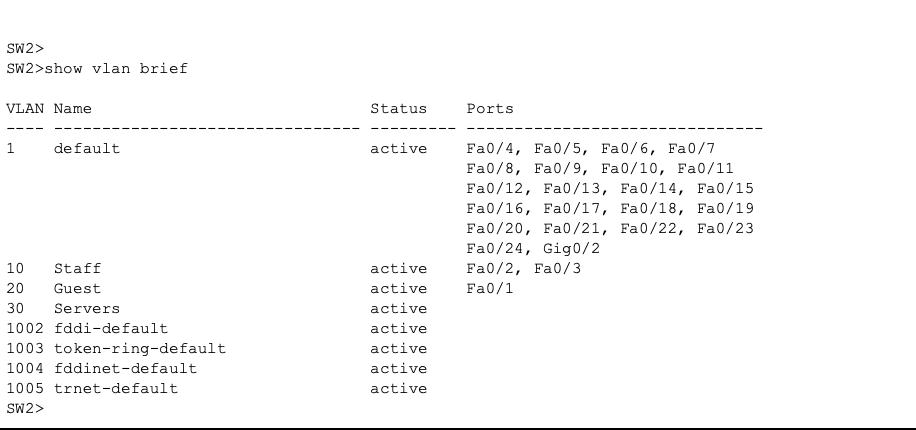 SW2>
SW2>show vlan brief
VLAN Name                             Status    Ports
---- -------------------------------- --------- -------------------------------
1    default                          active    Fa0/4, Fa0/5, Fa0/6, Fa0/7
                                                Fa0/8, Fa0/9, Fa0/10, Fa0/11
                                                Fa0/12, Fa0/13, Fa0/14, Fa0/15
                                                Fa0/16, Fa0/17, Fa0/18, Fa0/19
                                                Fa0/20, Fa0/21, Fa0/22, Fa0/23
                                                Fa0/24, Gig0/2
10   Staff                            active    Fa0/2, Fa0/3
20   Guest                            active    Fa0/1
30   Servers                          active
1002 fddi-default                     active
1003 token-ring-default               active
1004 fddinet-default                  active
1005 trnet-default                    active
SW2>